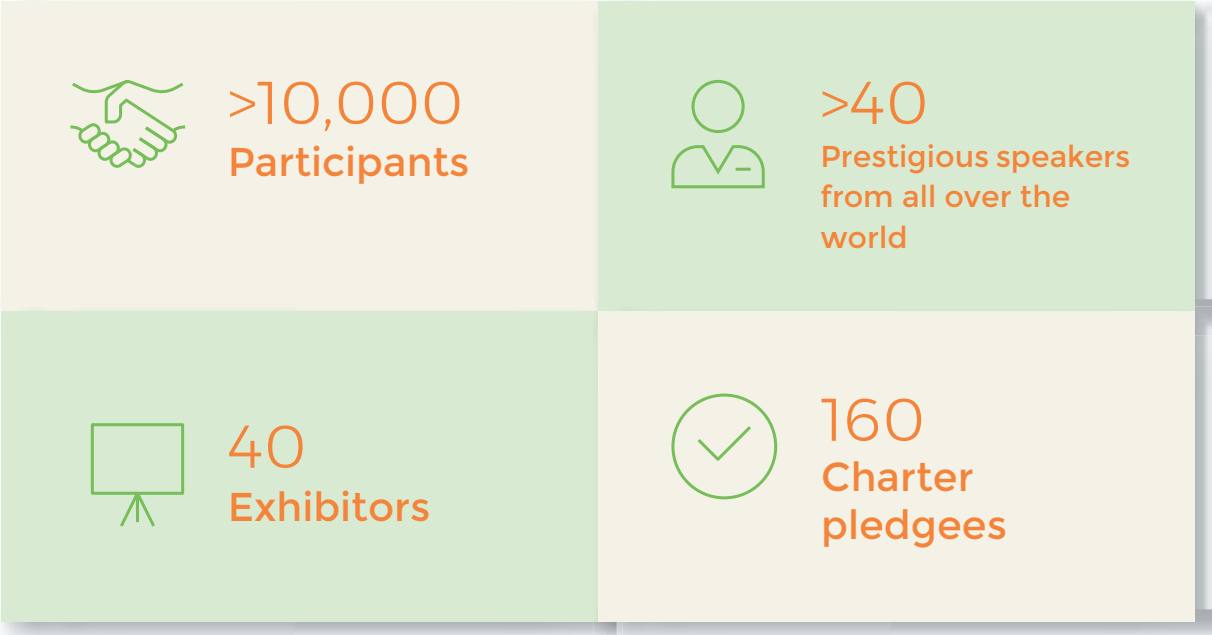 >10,000
Participants
>40
Prestigious speakers
from all over the
world
40
Exhibitors
160
Charter
pledgees